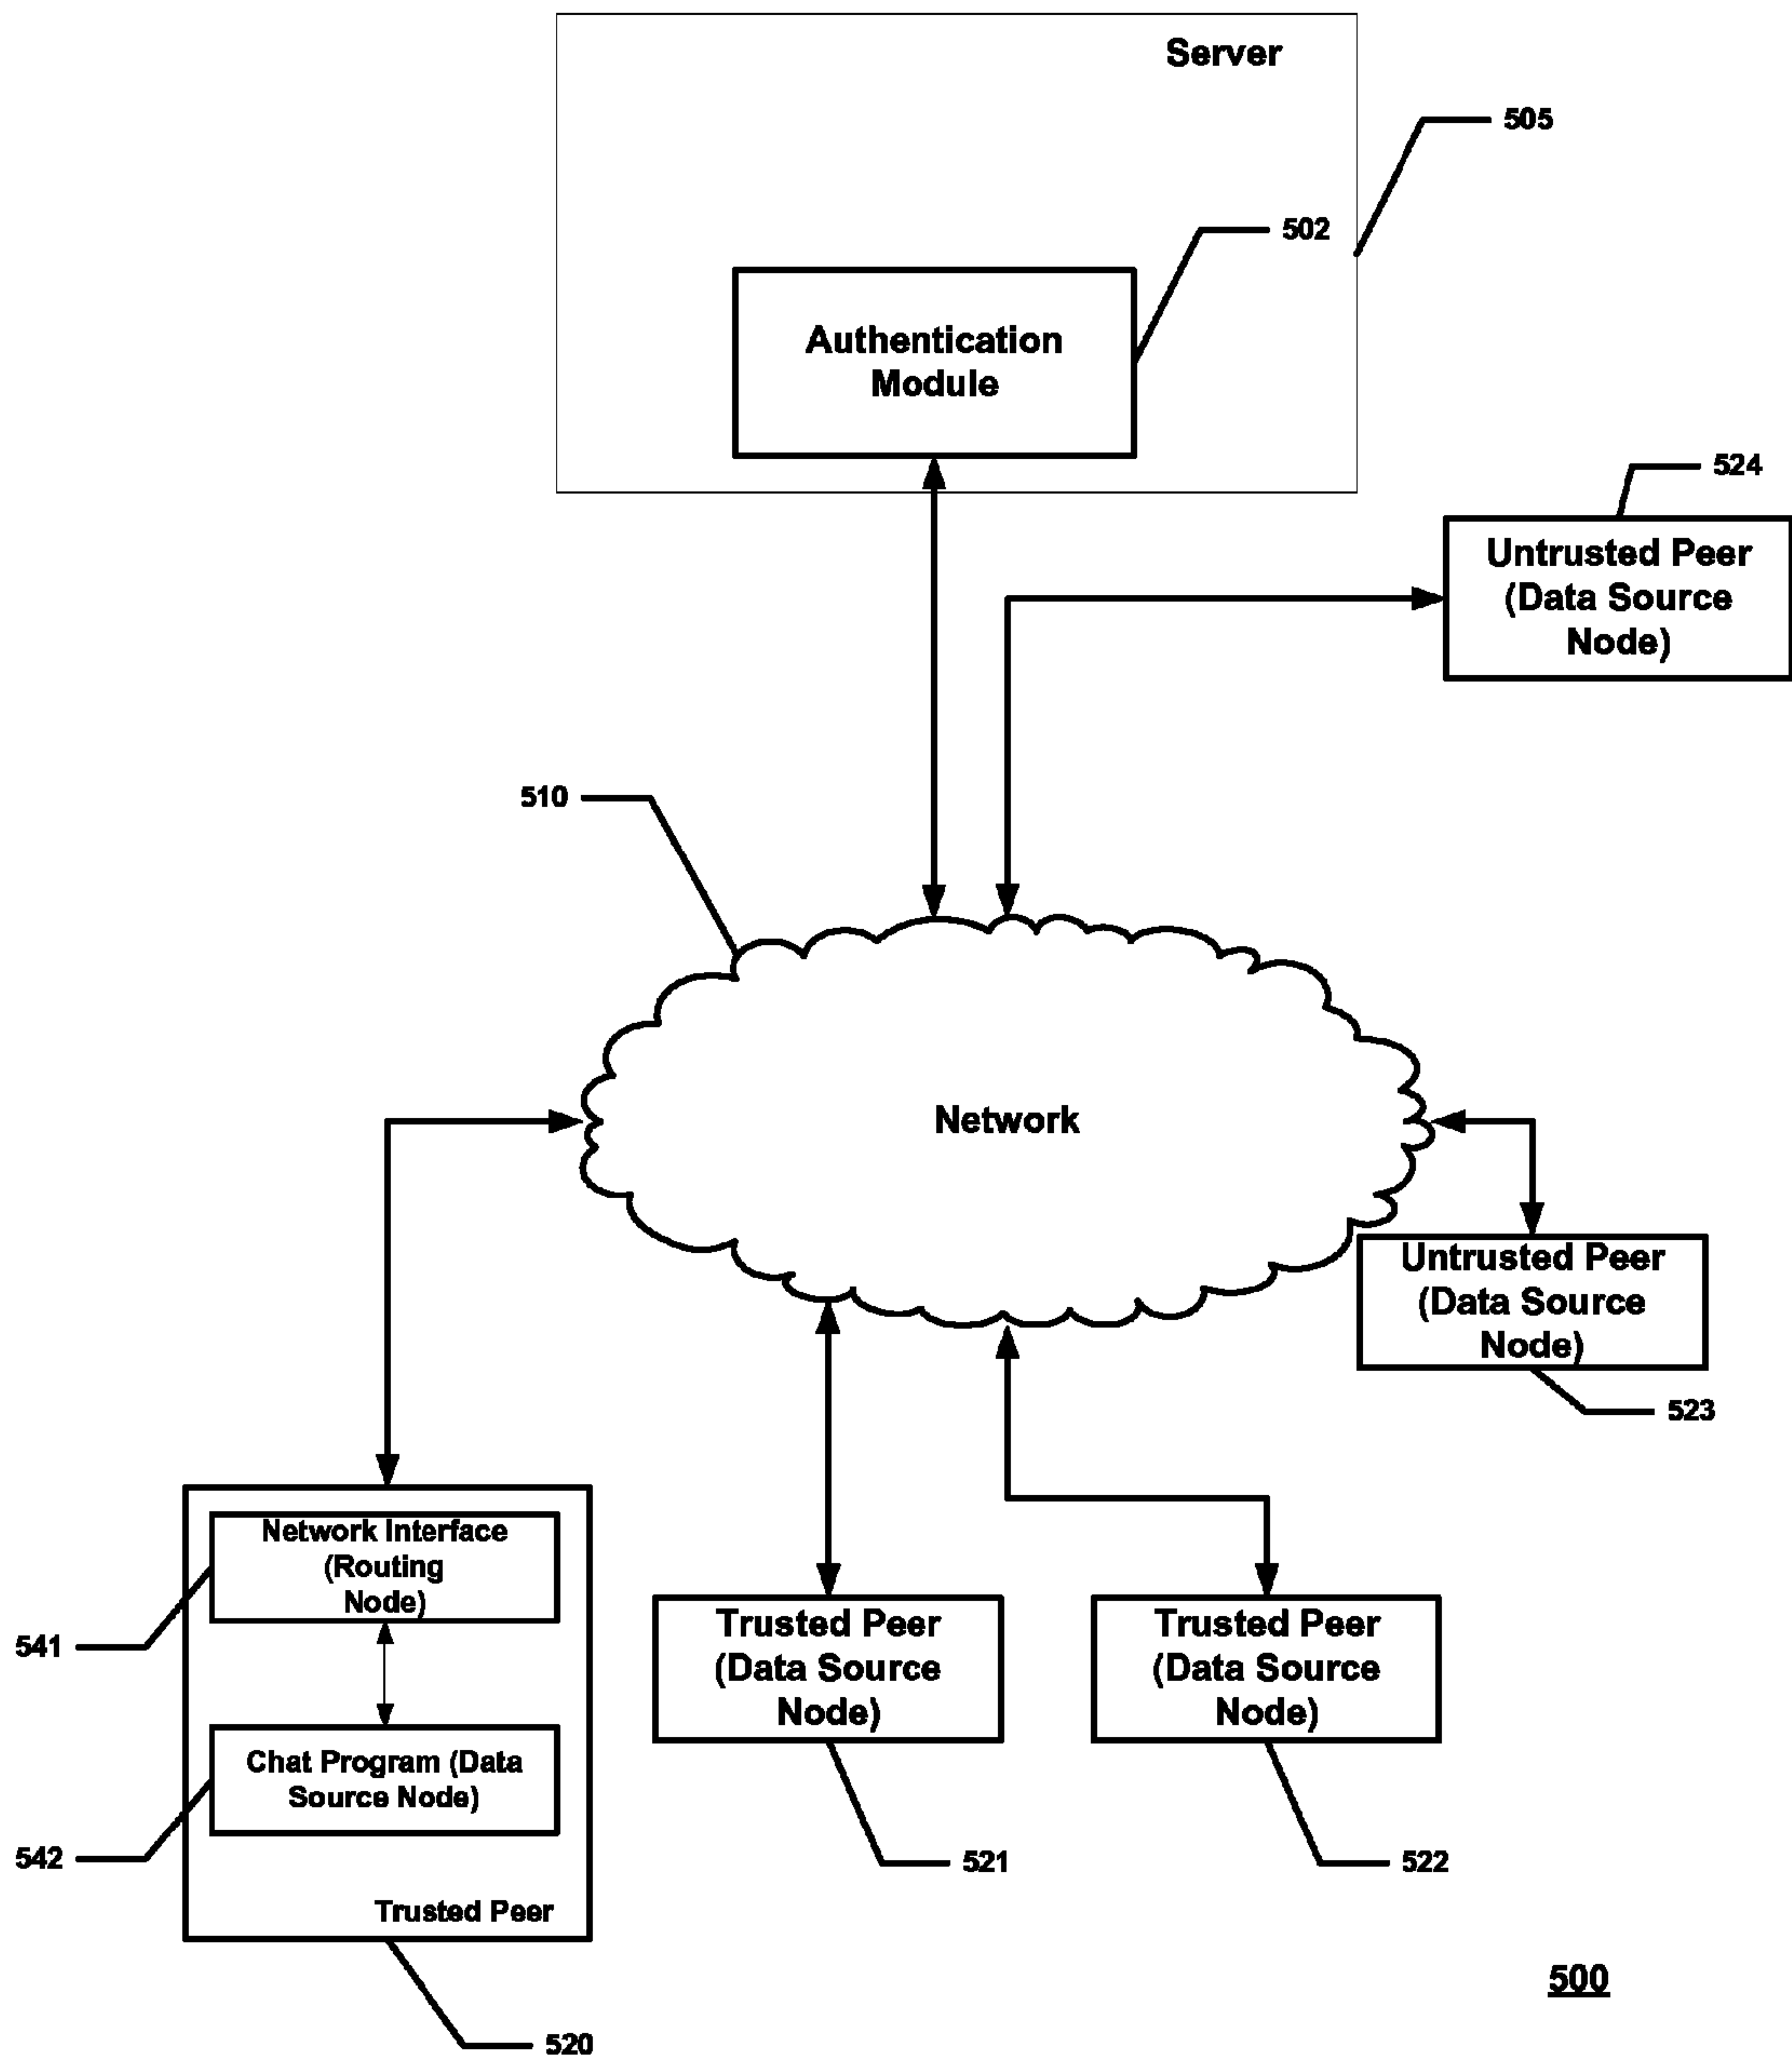 Server
505
502
Authentication
Module
524
Untrusted Peer
(Data Source
Node)
510
Network
Untrusted Peer
(Data Source
Node)
523
Network Interface
(Routing
Node)
541
Chat Program (Data
Source Node)
542
Trusted Peer
520
Trusted Peer
(Data Source
Node)
521
Trusted Peer
(Data Source
Node)
522
500